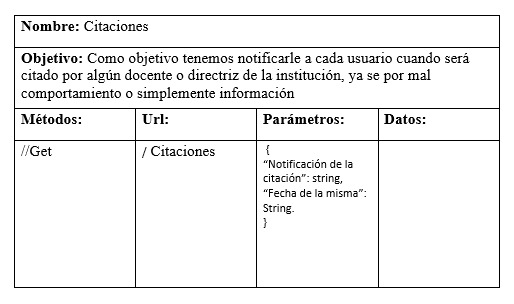 Nombre: Citaciones
Objetivo: Como objetivo tenemos notificarle a cada usuario cuando será
citado por algún docente o directriz de la institución, ya se por mal
comportamiento o simplemente información
Métodos: Url: Parámetros: Datos:
//Get / Citaciones {
“Notificación de la
citación”: string,
“Fecha de la misma”:
String.
}